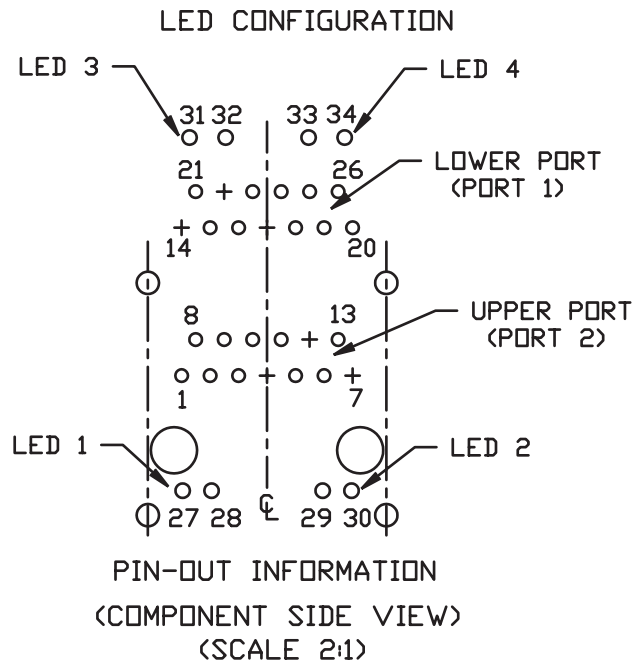 LED CONFIGURATION
LED 3
LED 4
31 32 33 34
21 26
LOWER PORT
(PORT 1)
14 20
8 13
UPPER PORT
(PORT 2)
1 7
LED 1
LED 2
27 28 29 30
CL
PIN-OUT INFORMATION
(COMPONENT SIDE VIEW)
(SCALE 2:1)